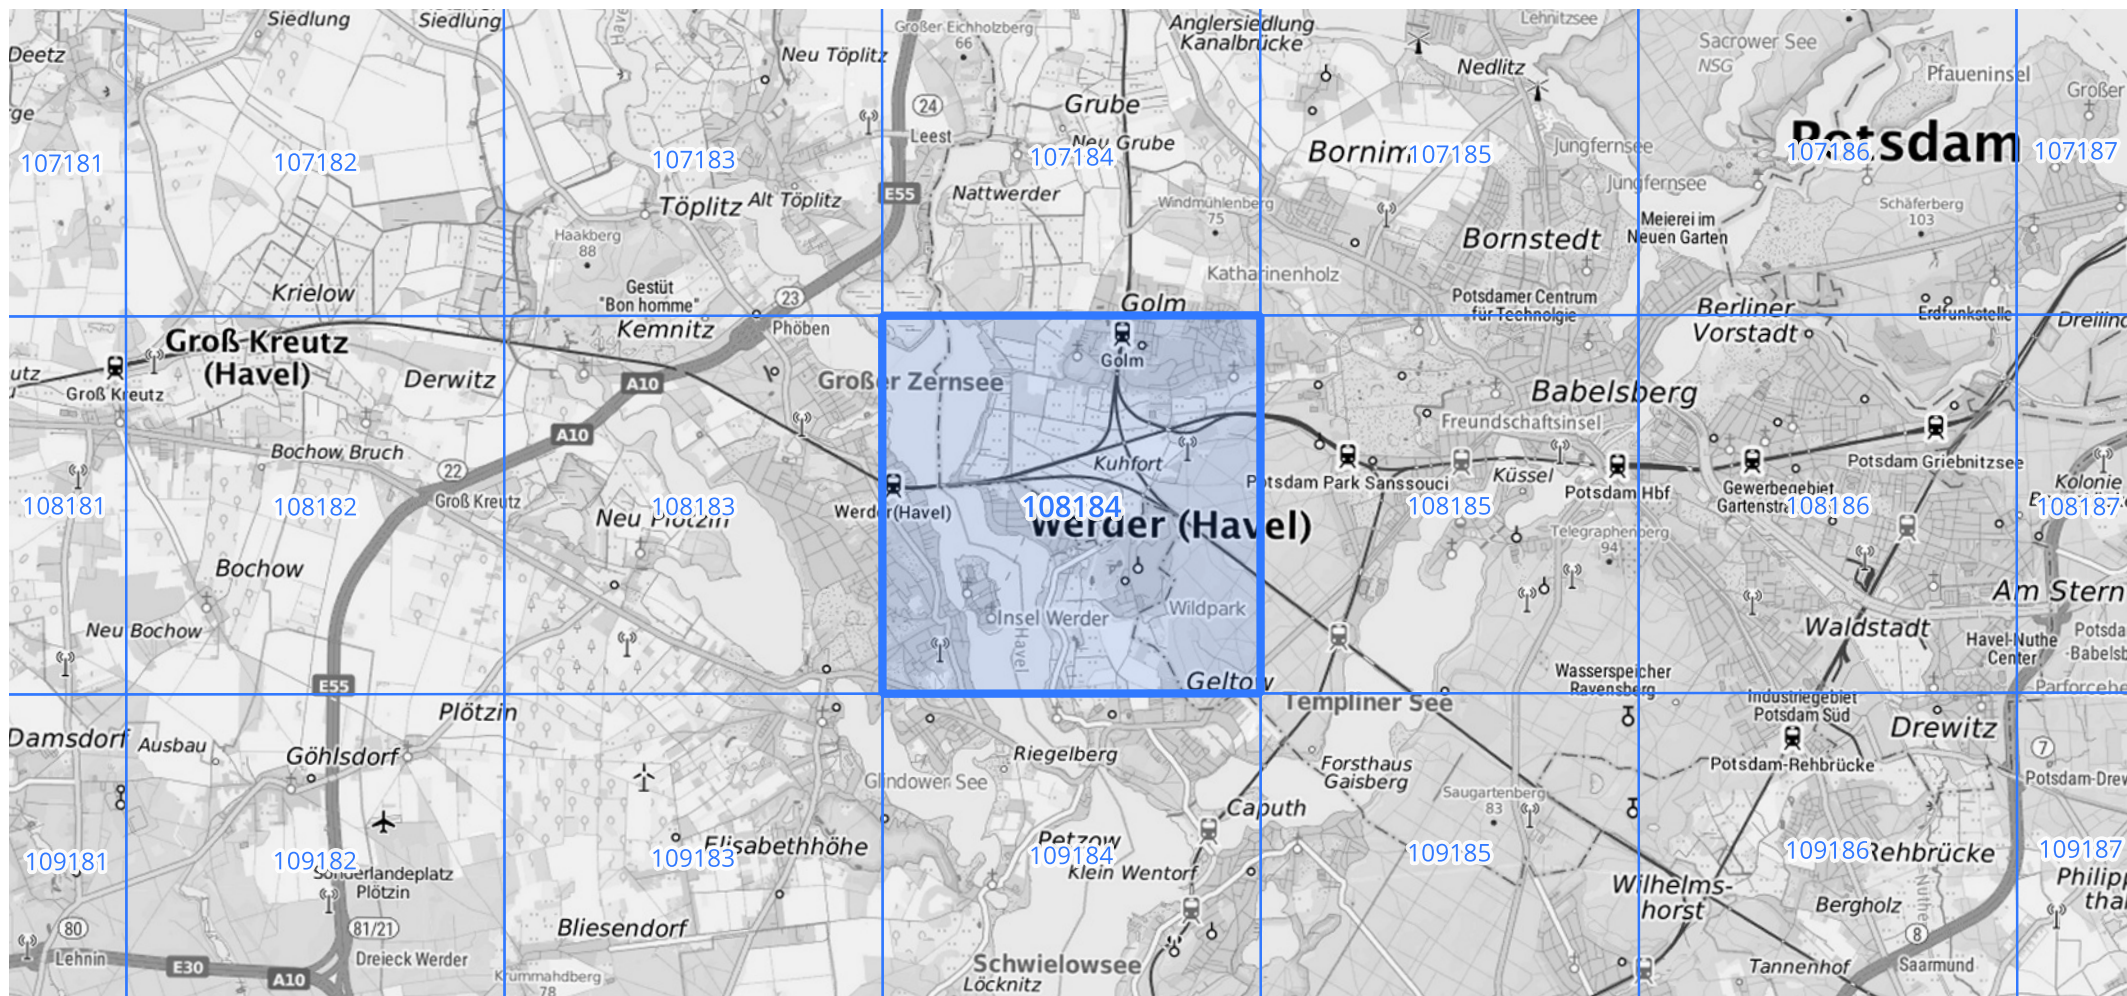 Siedlung
Siedlung
Großer Eichholzberg
66
Anglersiedlung
Kanalbrücke
Lehnitzsee
Sacrower See
NSG
Deetz
Neu Töplitz
Nedlitz
Pfaueninsel
Großer
rge
24
Leest
Grube
Neu Grube
Bornim
Jungfernsee
Potsdam
107181
107182
107183
107184
107185
107186
107187
E55
Töplitz
Alt Töplitz
Nattwerder
Windmühlenberg
75
Jungfernsee
Schäferberg
103
Haakberg
88
Meierei im
Neuen Garten
Bornstedt
Katharinenholz
Gestüt
"Bon homme"
23
Krielow
Golm
Potsdamer Centrum
für Technolgie
Berliner
Vorstadt
Erdfunkstelle
Dreilind
Kemnitz
Phöben
Groß Kreutz
(Havel)
Golm
utz
Groß Kreutz
Derwitz
A10
Großer Zernsee
Babelsberg
Freundschaftsinsel
A10
Bochow Bruch
22
Groß Kreutz
Kuhfort
Potsdam Park Sanssouci
Küssel
Potsdam Hbf
Potsdam Griebnitzsee
Gewerbegebiet
Kolonie
Werder(Havel)
Neu Plötzin
108181
108182
108183
108184
108185
108186
108187
Werder (Havel)
Telegraphenberg
94
Bochow
Am Stern
Wildpark
Insel Werder
Havel
Neu Bochow
Waldstadt
Havel-Nuthe
Center
Potsda
-Babelsb
E55
Geltow
Wasserspeicher
Ravensberg
Parforcehe
Templiner See
Industriegebiet
Potsdam Süd
Plötzin
Drewitz
Damsdorf
Ausbau
Göhlsdorf
Riegelberg
7
Potsdam-Rehbrücke
Forsthaus
Gaisberg
Glindower See
Potsdam-Drew
Saugartenberg
83
Caputh
Elisabethhöhe
Petzow
109181
109182
109183
109184
109185
109186
109187
Rehbrücke
Sonderlandeplatz
Plötzin
Klein Wentorf
Wilhelms-
horst
Philipp
thal
Bergholz
Nuthe
80
81/21
Bliesendorf
8
Lehnin
E30
A10
Dreieck Werder
Krummahdberg
78
Schwielowsee
Löcknitz
Tannenhof
Saarmund